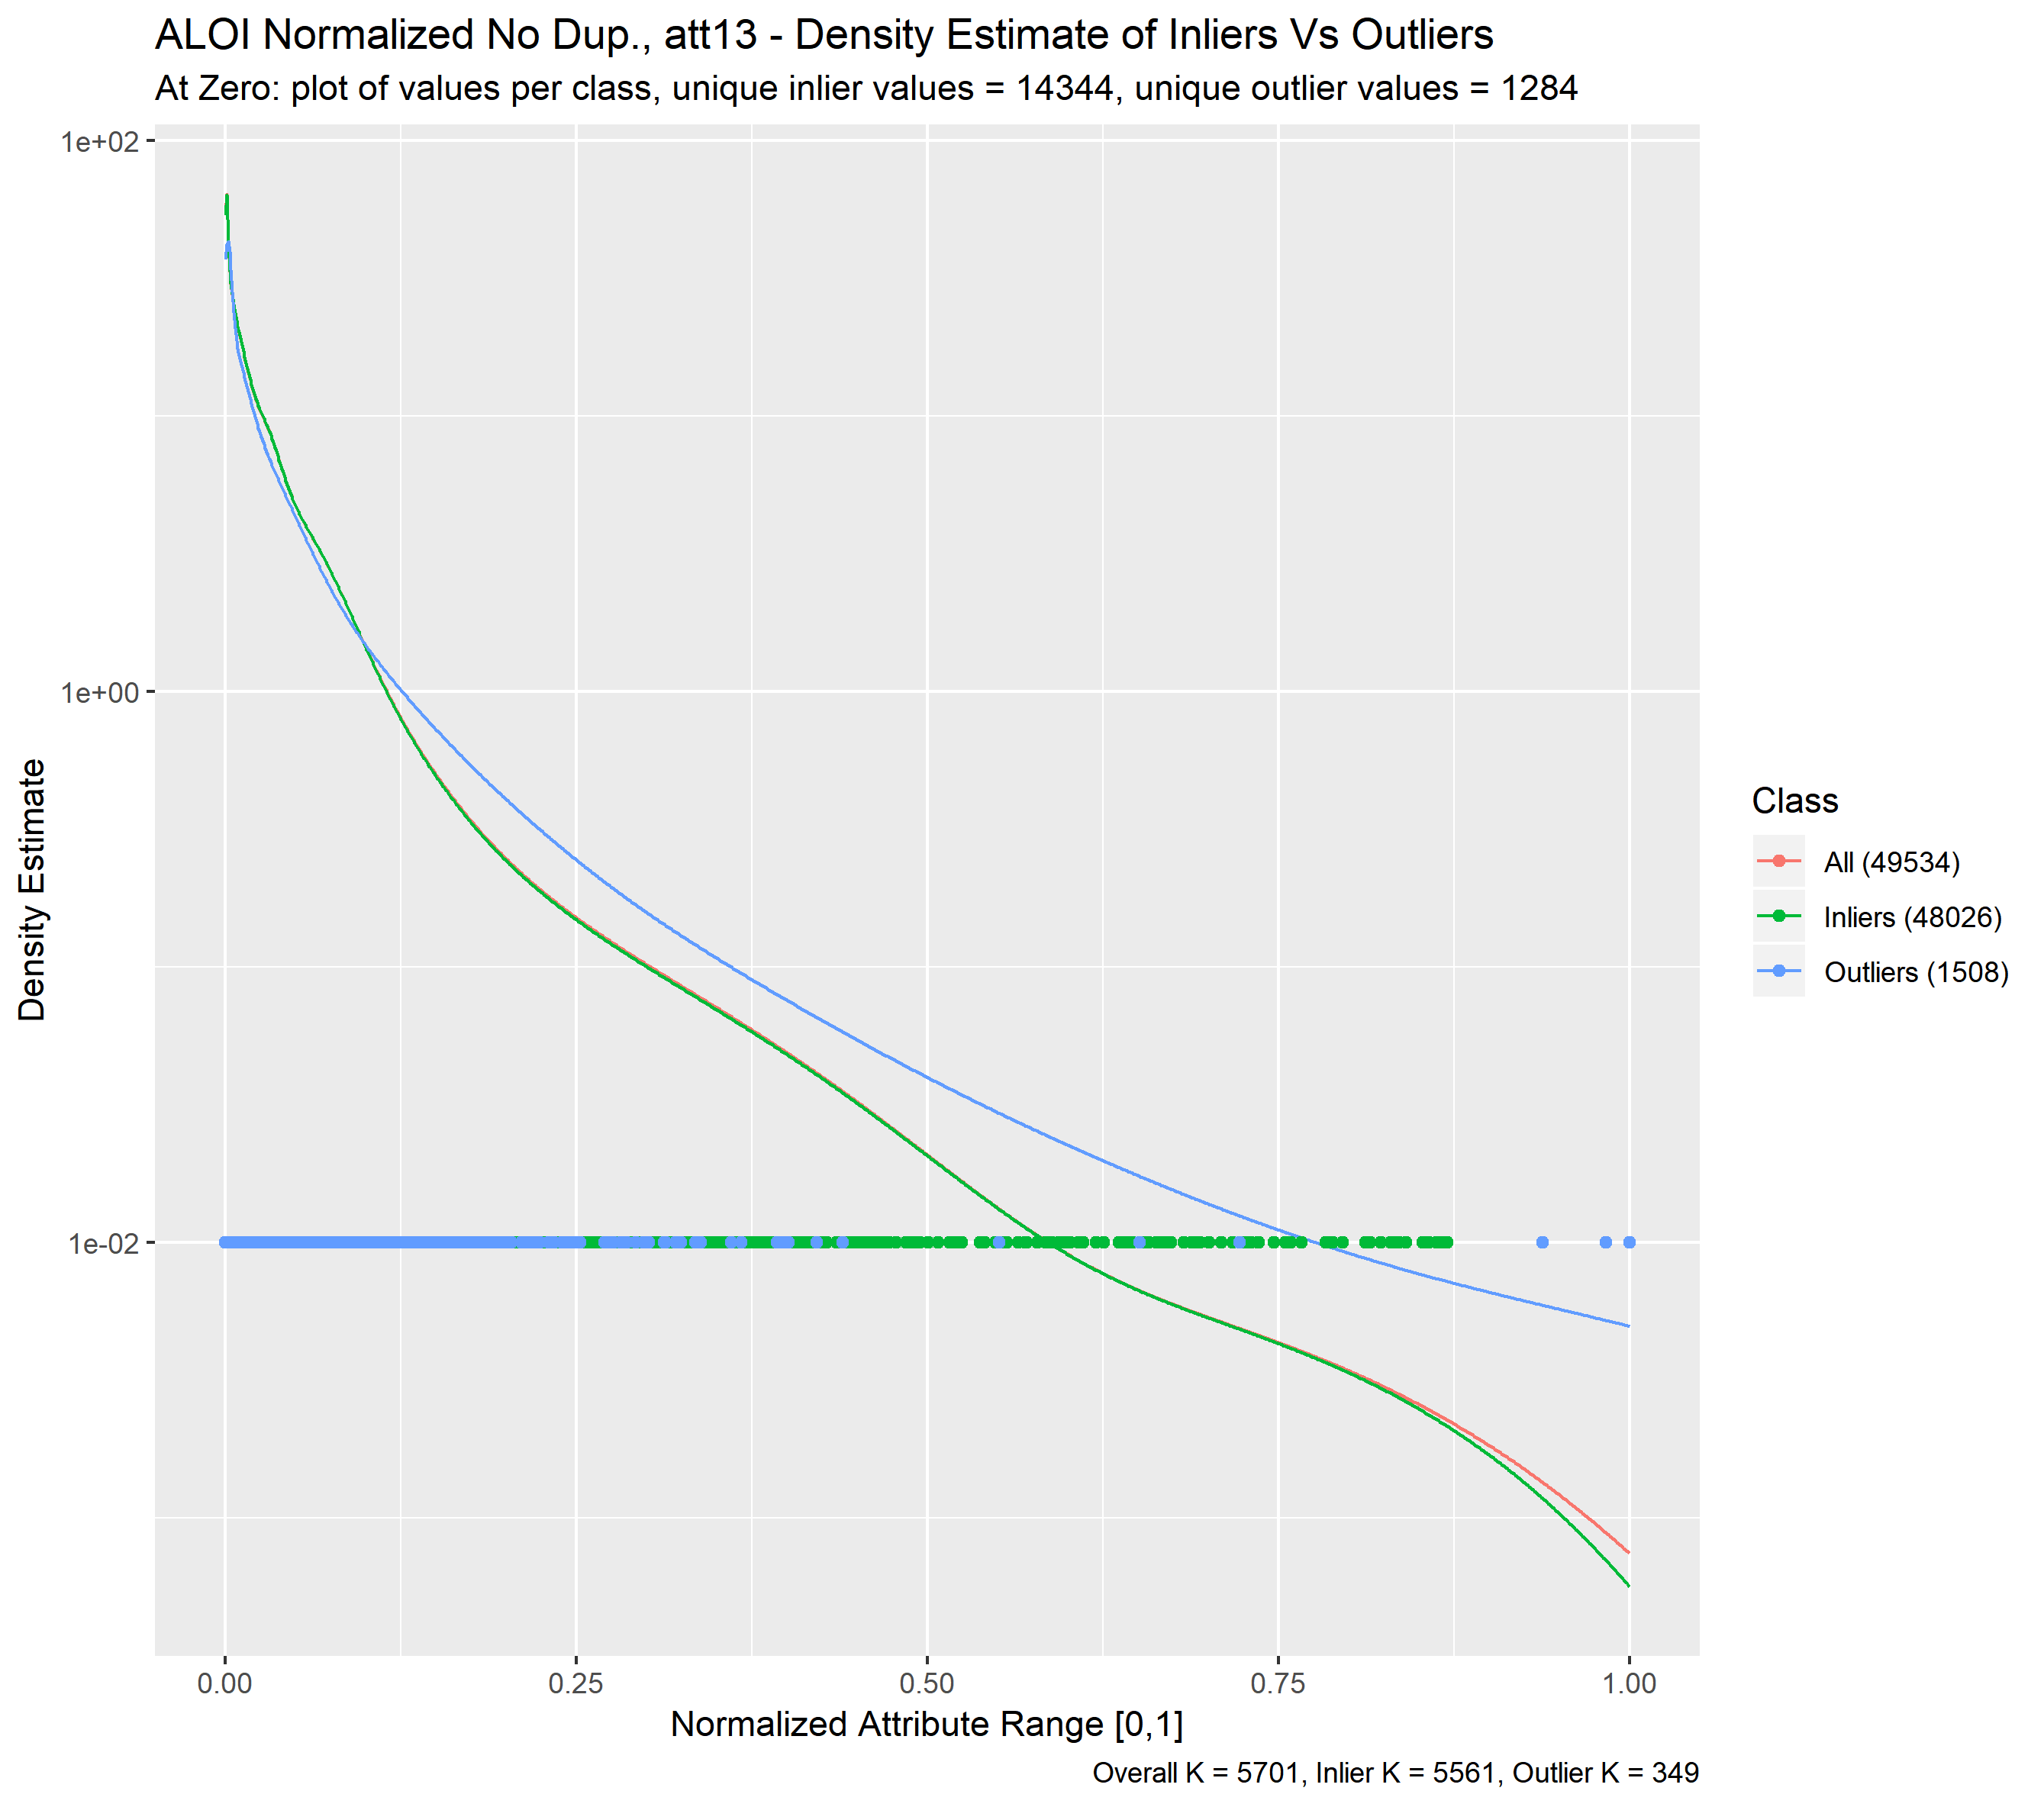 ALOI Normalized No Dup., att13 - Density Estimate of Inliers Vs Outliers
At Zero: plot of values per class, unique inlier values = 14344, unique outlier values = 1284
1e+02
1e+00
1e-02
Density Estimate
0.00 0.25 0.50 0.75 1.00
Normalized Attribute Range [0,1]
Overall K = 5701, Inlier K = 5561, Outlier K = 349
Class
All (49534)
Inliers (48026)
Outliers (1508)